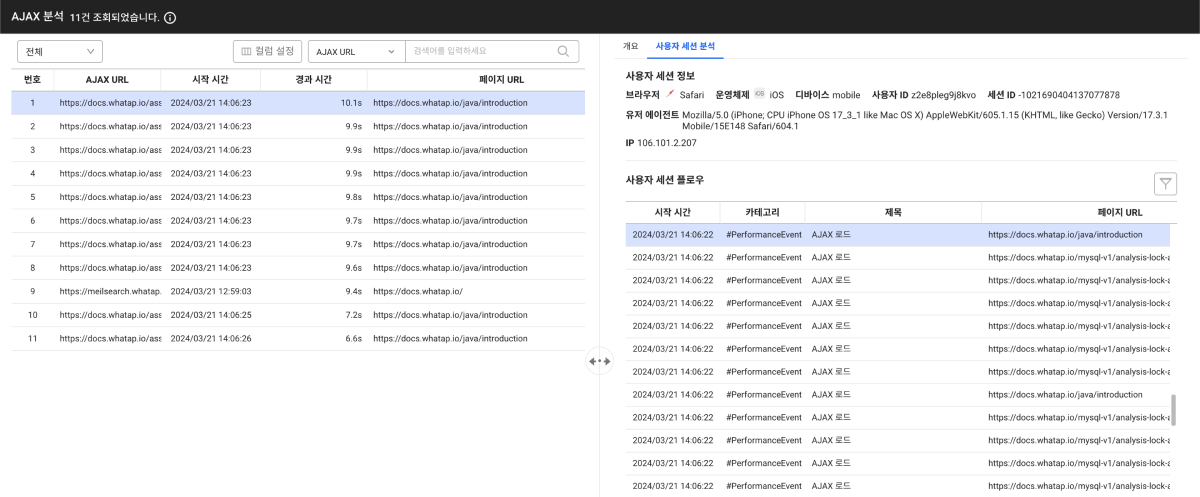 AJAX 분석 11건 조회되었습니다.
전체 컬럼 설정 AJAX URL 검색어를 입력하세요
번호 AJAX URL 시작 시간 경과 시간 페이지 URL
1 https://docs.whatap.io/ass 2024/03/21 14:06:23 10.1s https://docs.whatap.io/java/introduction
2 https://docs.whatap.io/ass 2024/03/21 14:06:23 9.9s https://docs.whatap.io/java/introduction
3 https://docs.whatap.io/ass 2024/03/21 14:06:23 9.9s https://docs.whatap.io/java/introduction
4 https://docs.whatap.io/ass 2024/03/21 14:06:23 9.9s https://docs.whatap.io/java/introduction
5 https://docs.whatap.io/ass 2024/03/21 14:06:23 9.8s https://docs.whatap.io/java/introduction
6 https://docs.whatap.io/ass 2024/03/21 14:06:23 9.7s https://docs.whatap.io/java/introduction
7 https://docs.whatap.io/ass 2024/03/21 14:06:23 9.7s https://docs.whatap.io/java/introduction
8 https://docs.whatap.io/ass 2024/03/21 14:06:23 9.6s https://docs.whatap.io/java/introduction
9 https://meilsearch.whatap. 2024/03/21 12:59:03 9.4s https://docs.whatap.io/
10 https://docs.whatap.io/ass 2024/03/21 14:06:25 7.2s https://docs.whatap.io/java/introduction
11 https://docs.whatap.io/ass 2024/03/21 14:06:26 6.6s https://docs.whatap.io/java/introduction
개요 사용자 세션 분석
사용자 세션 정보
브라우저 Safari 운영체제 iOS iOS 디바이스 mobile 사용자 ID z2e8pleg9j8kvo 세션 ID -1021690404137077878
유저 에이전트 Mozilla/5.0 (iPhone; CPU iPhone OS 17_3_1 like Mac OS X) AppleWebKit/605.1.15 (KHTML, like Gecko) Version/17.3.1
Mobile/15E148 Safari/604.1
IP 106.101.2.207
사용자 세션 플로우
시작 시간 카테고리 제목 페이지 URL
2024/03/21 14:06:22 #PerformanceEvent AJAX 로드 https://docs.whatap.io/java/introduction
2024/03/21 14:06:22 #PerformanceEvent AJAX 로드 https://docs.whatap.io/mysql-v1/analysis-lock-a
2024/03/21 14:06:22 #PerformanceEvent AJAX 로드 https://docs.whatap.io/mysql-v1/analysis-lock-a
2024/03/21 14:06:22 #PerformanceEvent AJAX 로드 https://docs.whatap.io/mysql-v1/analysis-lock-a
2024/03/21 14:06:22 #PerformanceEvent AJAX 로드 https://docs.whatap.io/mysql-v1/analysis-lock-a
2024/03/21 14:06:22 #PerformanceEvent AJAX 로드 https://docs.whatap.io/mysql-v1/analysis-lock-a
2024/03/21 14:06:22 #PerformanceEvent AJAX 로드 https://docs.whatap.io/mysql-v1/analysis-lock-a
2024/03/21 14:06:22 #PerformanceEvent AJAX 로드 https://docs.whatap.io/java/introduction
2024/03/21 14:06:22 #PerformanceEvent AJAX 로드 https://docs.whatap.io/mysql-v1/analysis-lock-a
2024/03/21 14:06:22 #PerformanceEvent AJAX 로드 https://docs.whatap.io/mysql-v1/analysis-lock-a
2024/03/21 14:06:22 #PerformanceEvent AJAX 로드 https://docs.whatap.io/mysql-v1/analysis-lock-a
2024/03/21 14:06:22 #PerformanceEvent AJAX 로드 https://docs.whatap.io/mysql-v1/analysis-lock-a